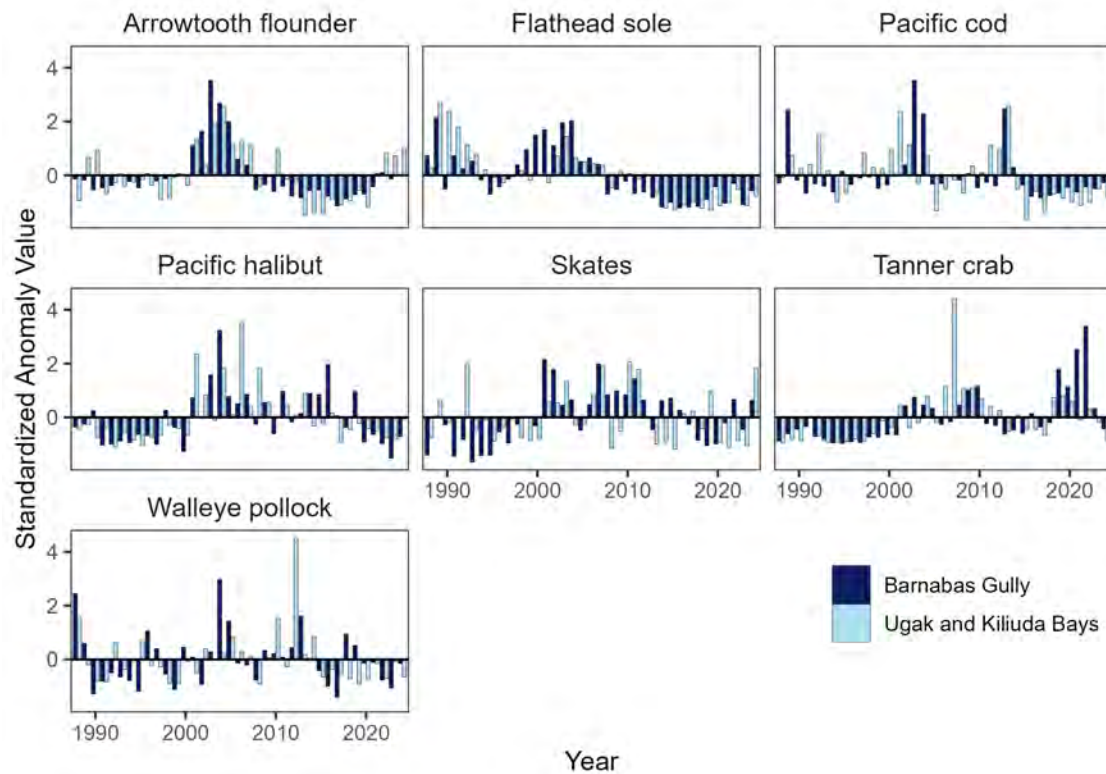 Arrowtooth flounder Flathead sole Pacific cod
4
2
0
Pacific halibut Skates Tanner crab
4
2
0
1990 2000 2010 2020 1990 2000 2010 2020
Walleye pollock
4
2
0
1990 2000 2010 2020
Standardized Anomaly Value
Barnabas Gully
Ugak and Kiliuda Bays
Year